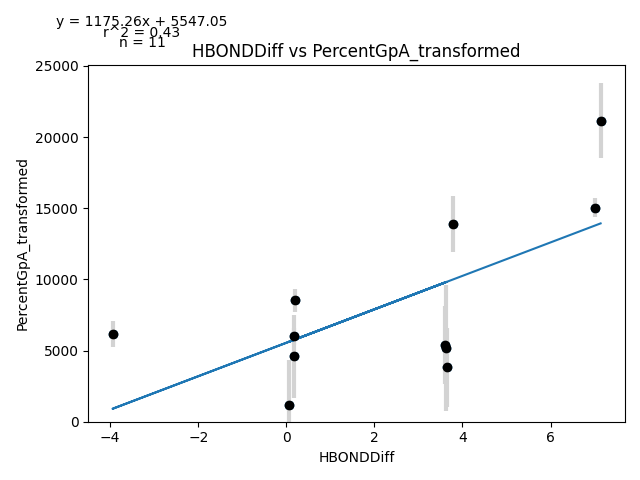 y = 1175.26x + 5547.05
r^2 = 0.43
n = 11
HBONDDiff vs PercentGpA_transformed
25000
20000
15000
10000
5000
0
PercentGpA_transformed
−4
−2
0
2
4
6
HBONDDiff